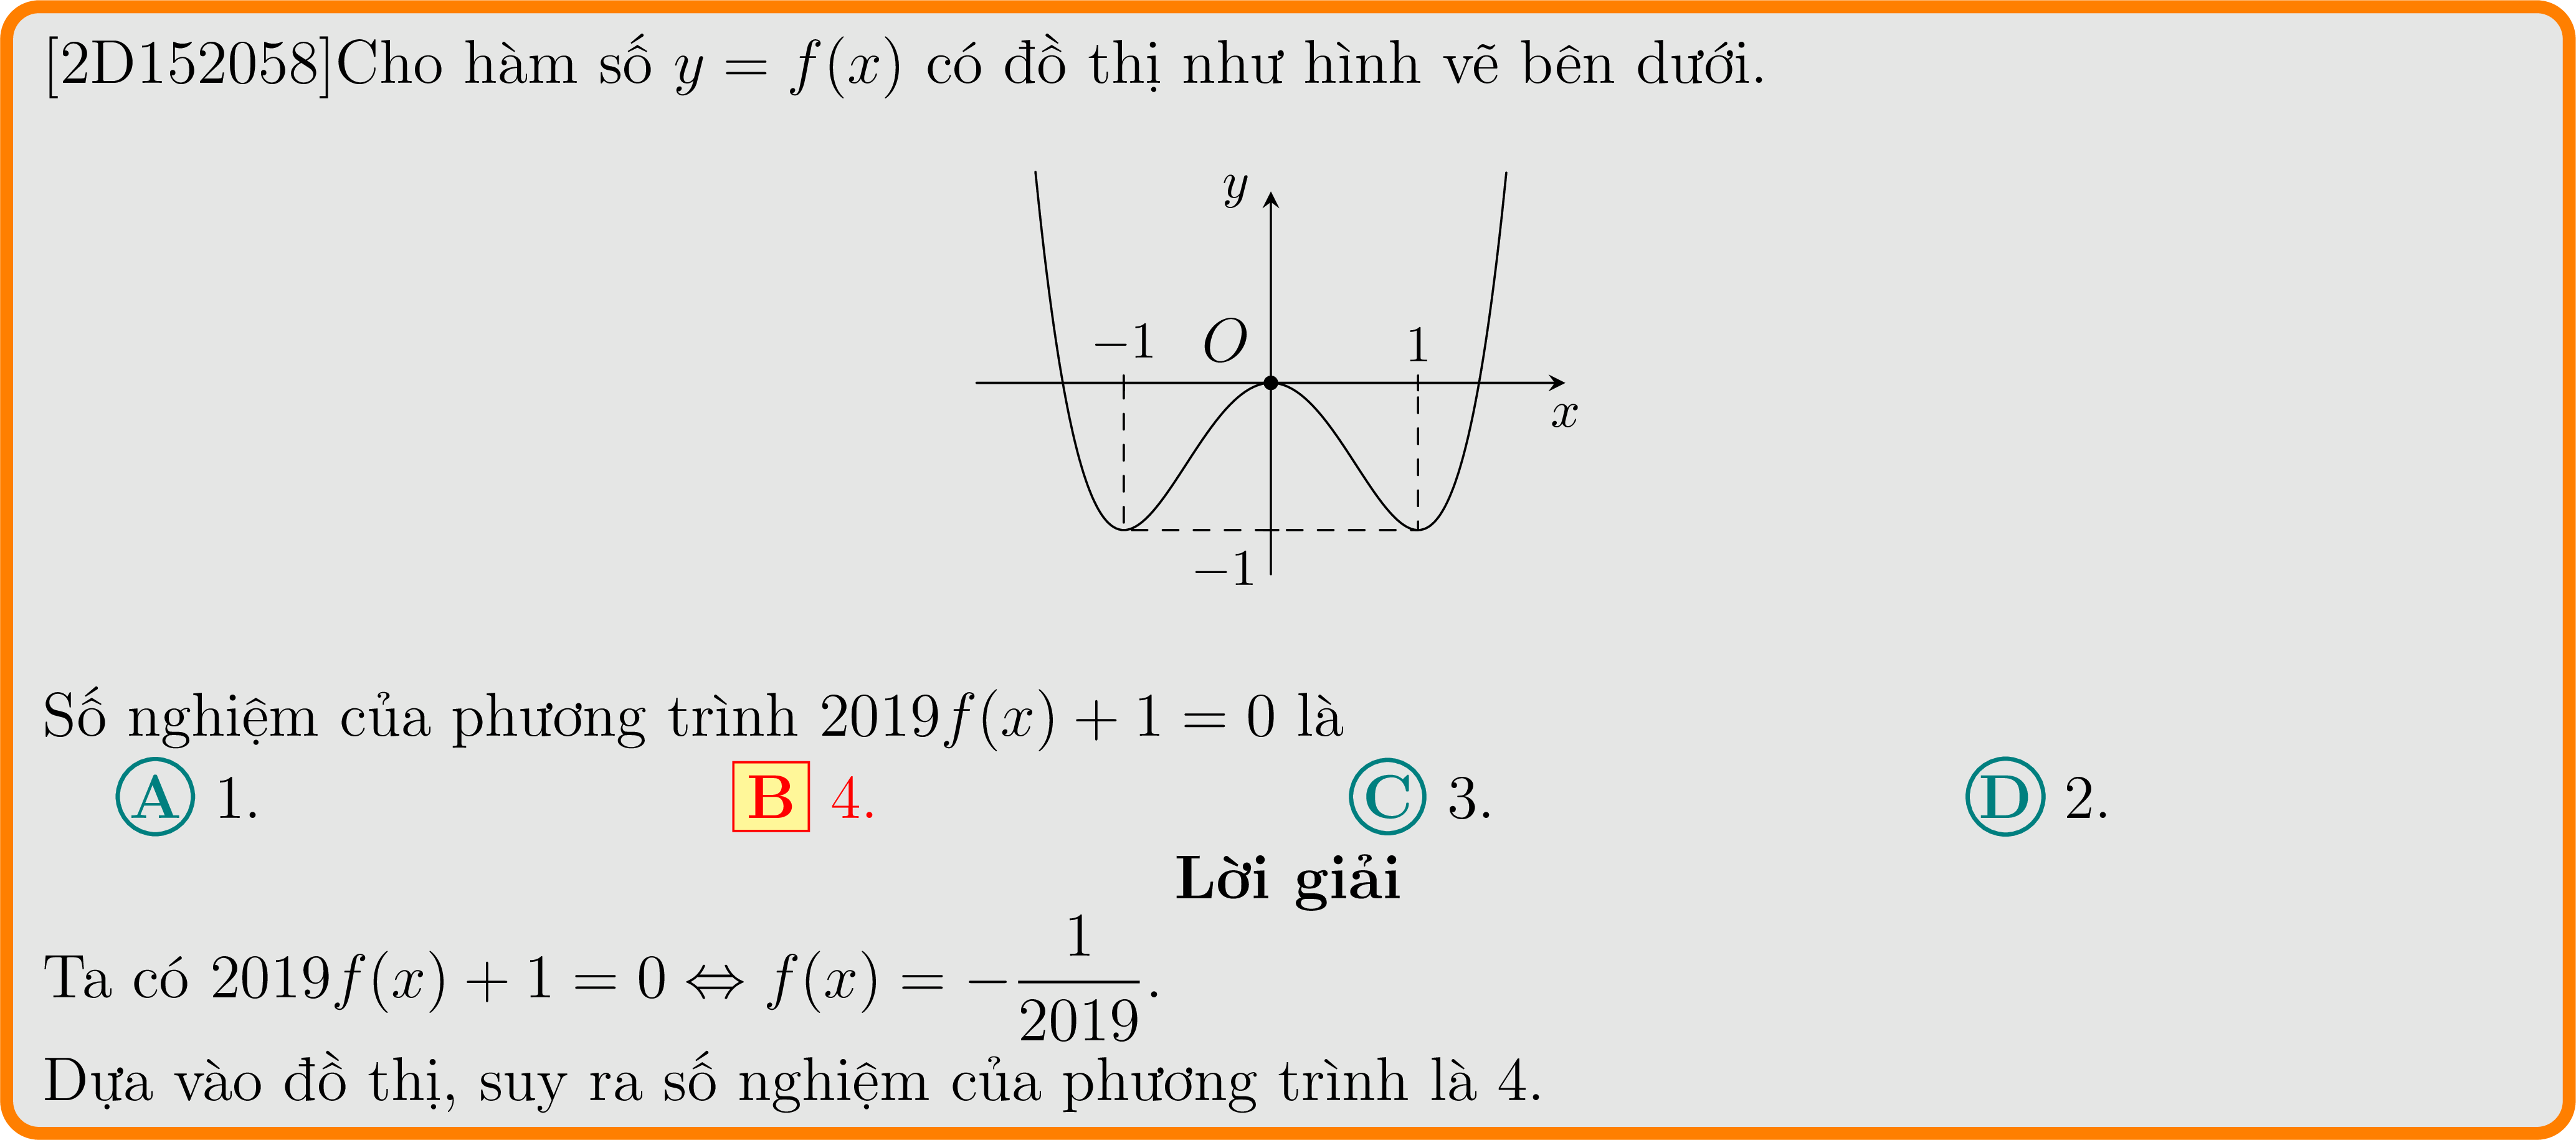 [2D152058]Cho hàm số y = f(x) có đồ thị như hình vẽ bên dưới.
y
−1 O 1
x
−1
Số nghiệm của phương trình 2019f(x) + 1 = 0 là
A 1. B 4. C 3. D 2.
Lời giải
Ta có 2019f(x) + 1 = 0 ⇔ f(x) = −1/2019.
Dựa vào đồ thị, suy ra số nghiệm của phương trình là 4.